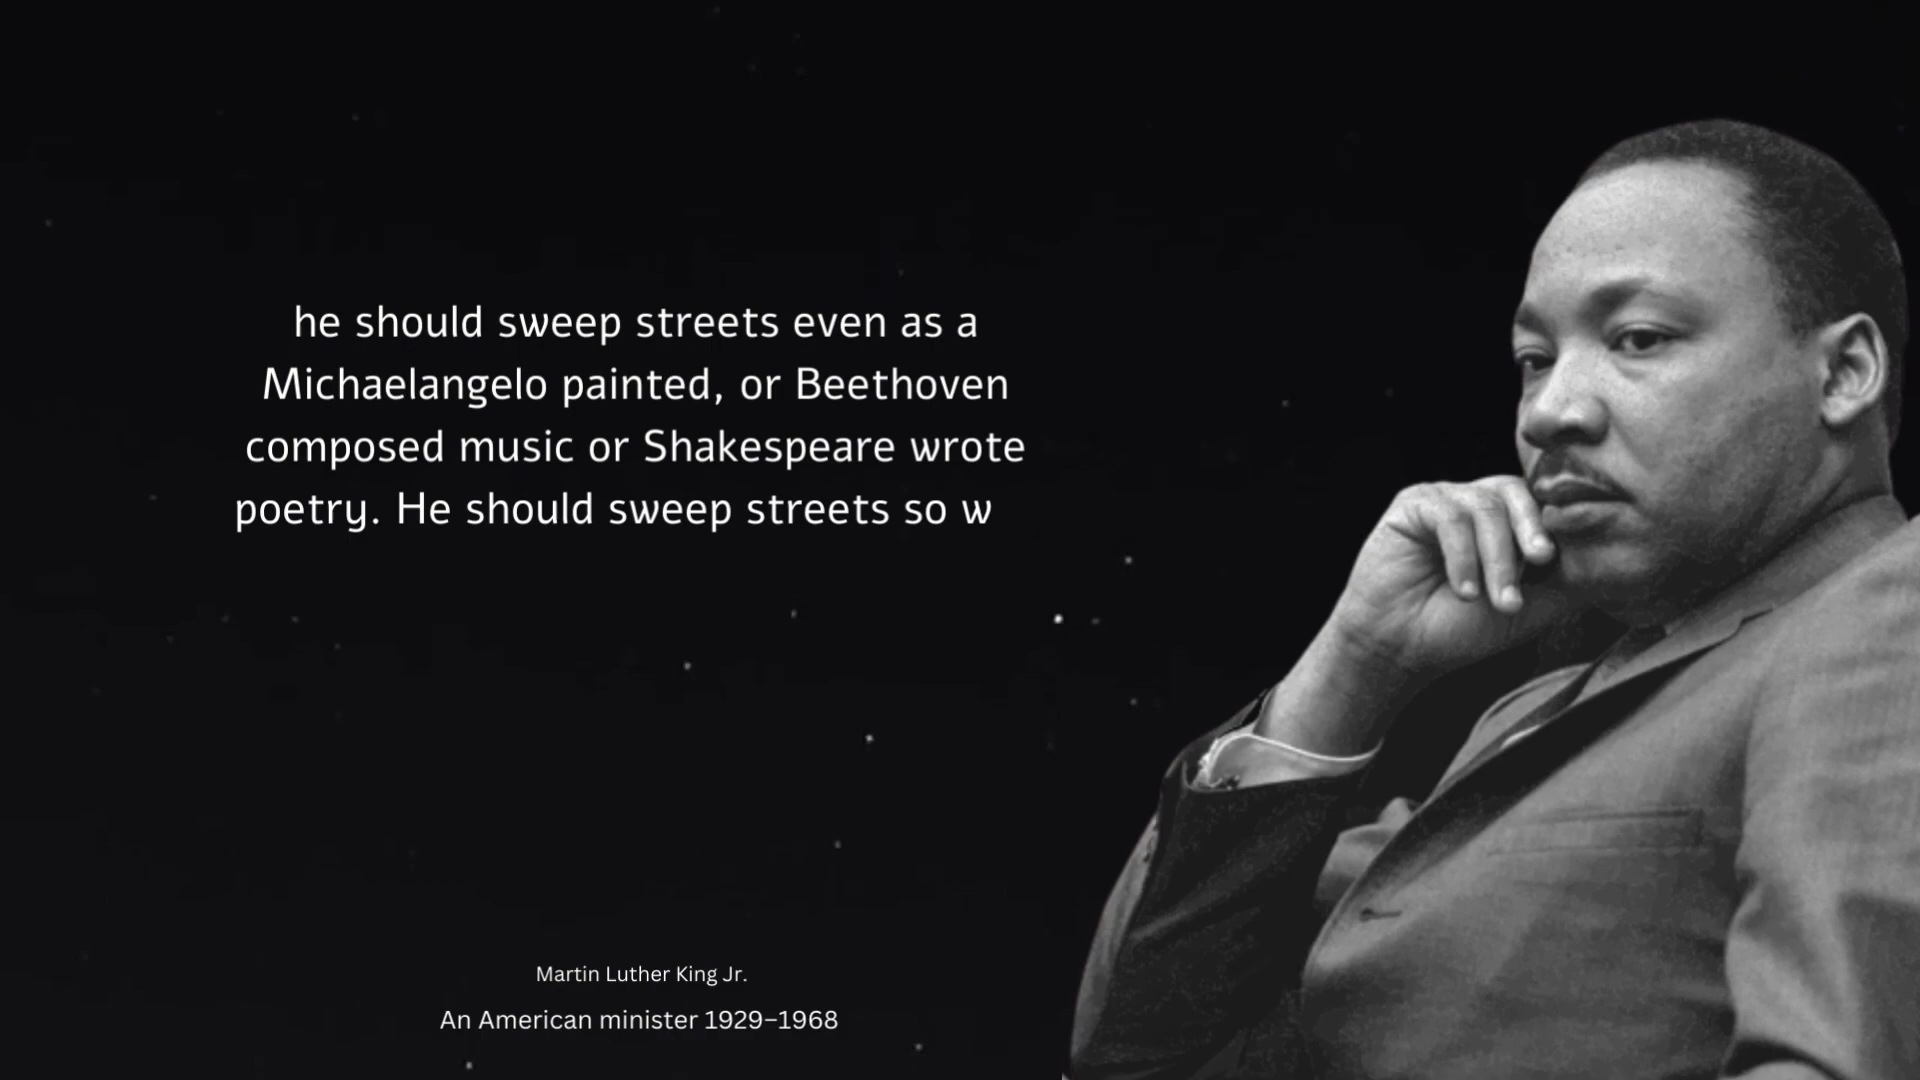 he should sweep streets even as a
Michaelangelo painted, or Beethoven
composed music or Shakespeare wrote
poetry. He should sweep streets so w
Martin Luther King Jr.
An American minister 1929–1968